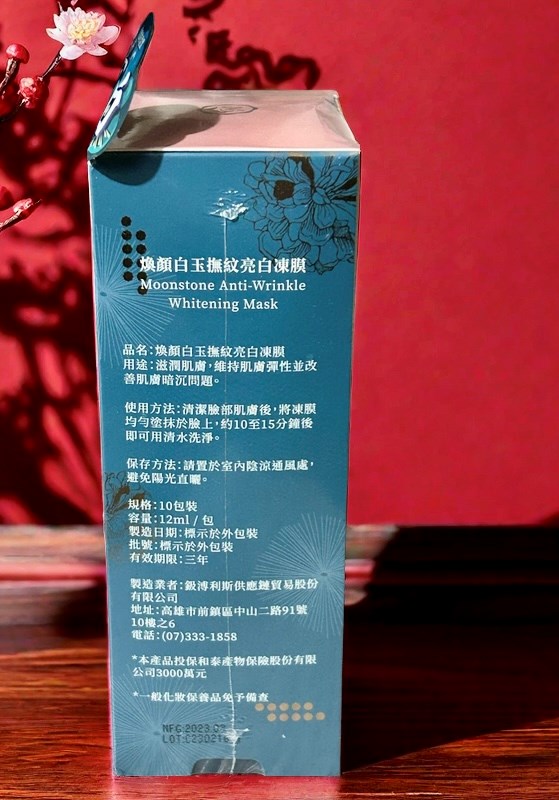 煥顏白玉撫紋亮白凍膜
Moonstone Anti-Wrinkle
Whitening Mask
品名：煥顏白玉撫紋亮白凍膜
用途：滋潤肌膚，維持肌膚彈性並改
善肌膚暗沉問題。
使用方法：清潔臉部肌膚後，將凍膜
均勻塗抹於臉上，約10至15分鐘後
即可用清水洗淨。
保存方法：請置於室內陰涼通風處，
避免陽光直曬。
規格：10包裝
容量：12ml / 包
製造日期：標示於外包裝
批號：標示於外包裝
有效期限：三年
製造業者：鈒溥利斯供應鏈貿易股份
有限公司
地址：高雄市前鎮區中山二路91號
10樓之6
電話：(07)333-1858
*本產品投保和泰產物保險股份有限
公司3000萬元
*一般化妝保養品免予備查